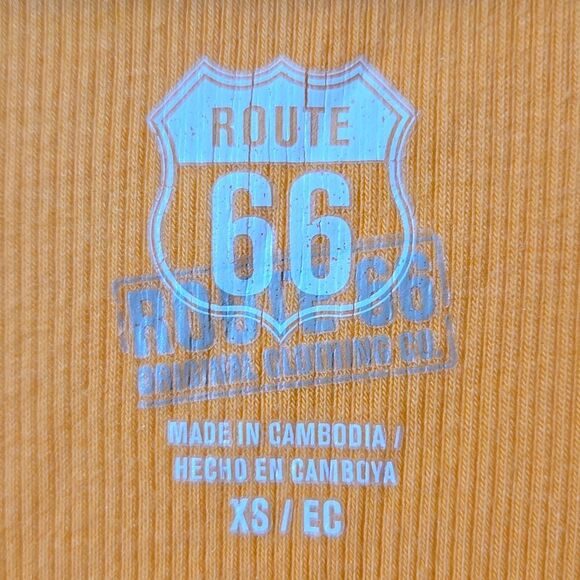 ROUTE
66
ROUTE 66
ORIGINAL CLOTHING CO.
MADE IN CAMBODIA /
HECHO EN CAMBOYA
XS / EC